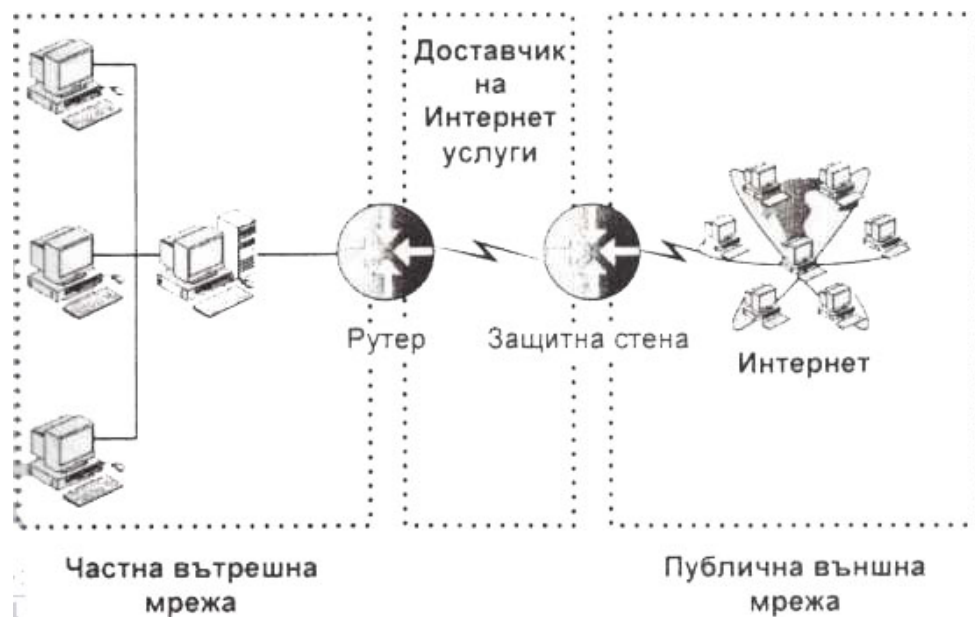 Доставчик
на
Интернет
услуги
Рутер
Защитна стена
Интернет
Частна вътрешна
мрежа
Публична външна
мрежа